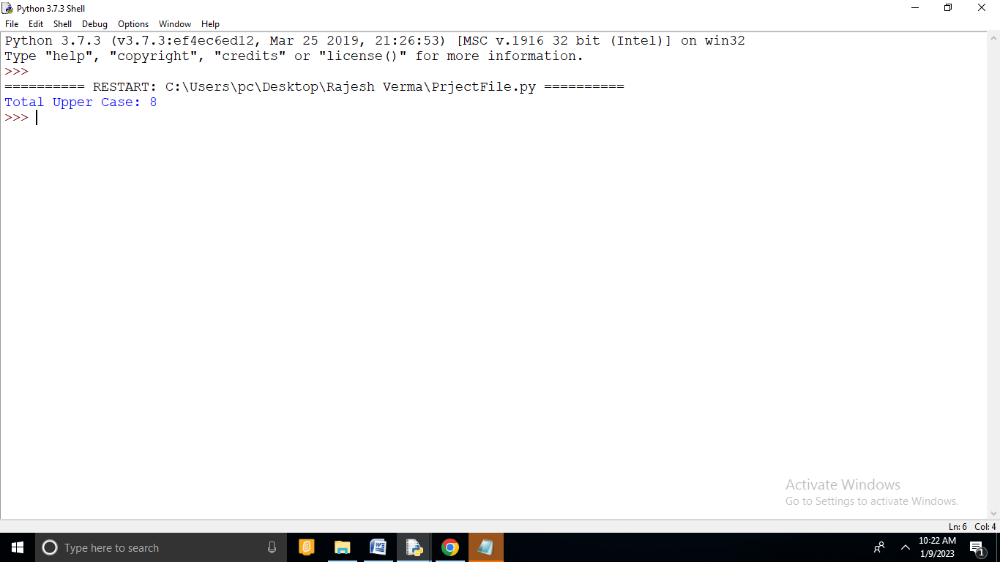 Python 3.7.3 Shell
File Edit Shell Debug Options Window Help
Python 3.7.3 (v3.7.3:ef4ec6ed12, Mar 25 2019, 21:26:53) [MSC v.1916 32 bit (Intel)] on win32
Type "help", "copyright", "credits" or "license()" for more information.
>>>
========== RESTART: C:\Users\pc\Desktop\Rajesh Verma\PrjectFile.py ==========
Total Upper Case: 8
>>>
Activate Windows
Go to Settings to activate Windows.
Ln: 6 Col: 4
Type here to search
10:22 AM
1/9/2023
1